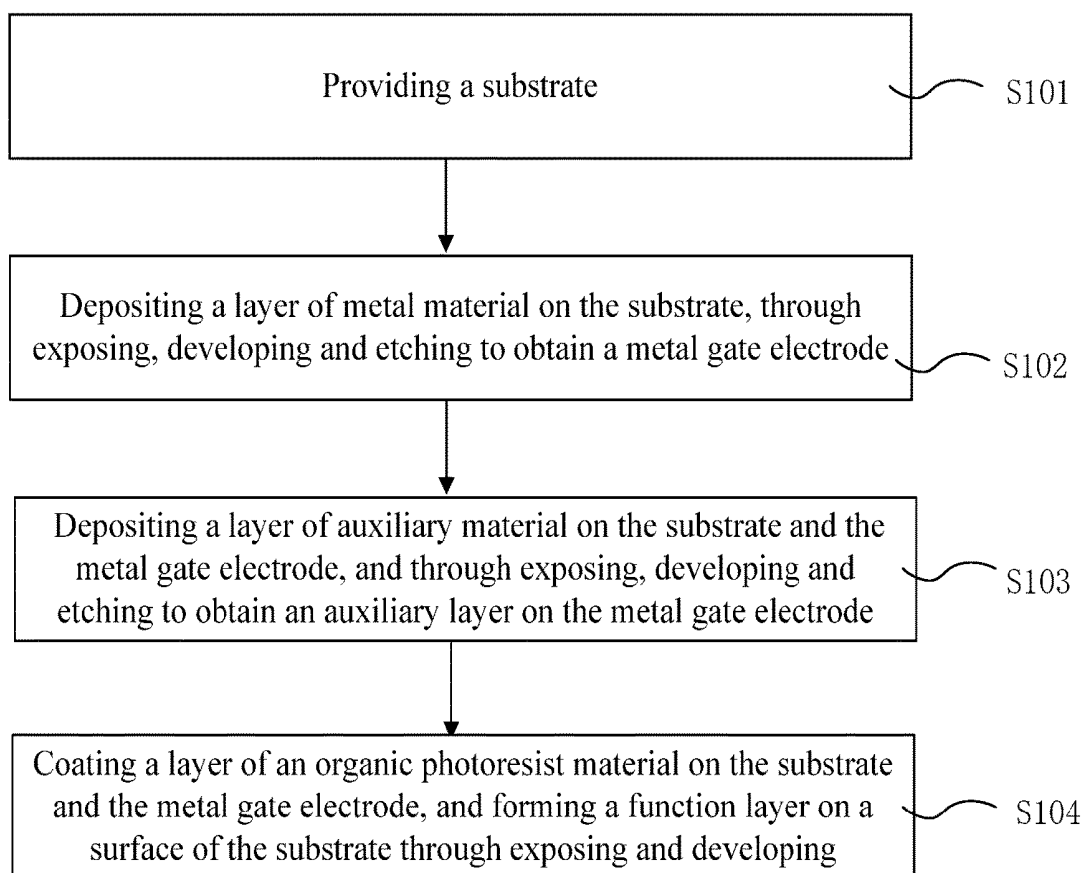 Providing a substrate
S101
Depositing a layer of metal material on the substrate, through
exposing, developing and etching to obtain a metal gate electrode
S102
Depositing a layer of auxiliary material on the substrate and the
metal gate electrode, and through exposing, developing and
etching to obtain an auxiliary layer on the metal gate electrode
S103
Coating a layer of an organic photoresist material on the substrate
and the metal gate electrode, and forming a function layer on a
surface of the substrate through exposing and developing
S104